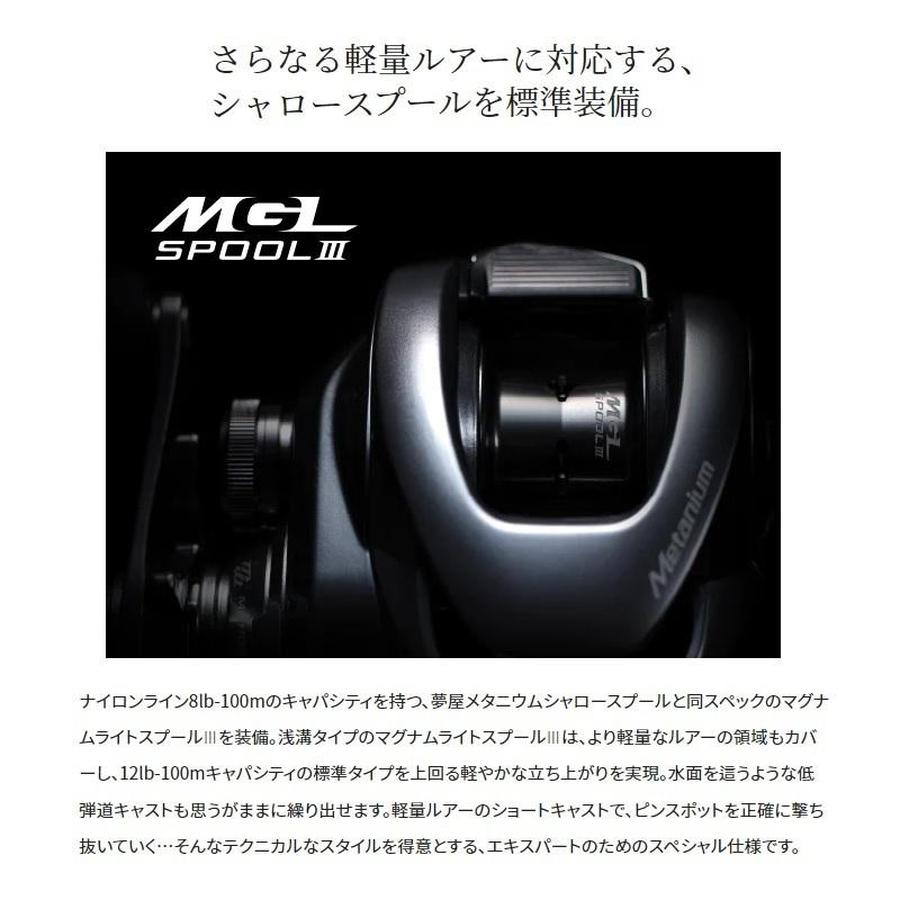 さらなる軽量ルアーに対応する、
シャロースプールを標準装備。
MGL
SPOOL III
MGL
SPOOL III
Metanium
ナイロンライン8lb-100mのキャパシティを持つ、夢屋メタニウムシャロースプールと同スペックのマグナ
ムライトスプールⅢを装備。浅溝タイプのマグナムライトスプールⅢは、より軽量なルアーの領域もカバ
ーし、12lb-100mキャパシティの標準タイプを上回る軽やかな立ち上がりを実現。水面を這うような低
弾道キャストも思うがままに繰り出せます。軽量ルアーのショートキャストで、ピンスポットを正確に撃ち
抜いていく…そんなテクニカルなスタイルを得意とする、エキスパートのためのスペシャル仕様です。